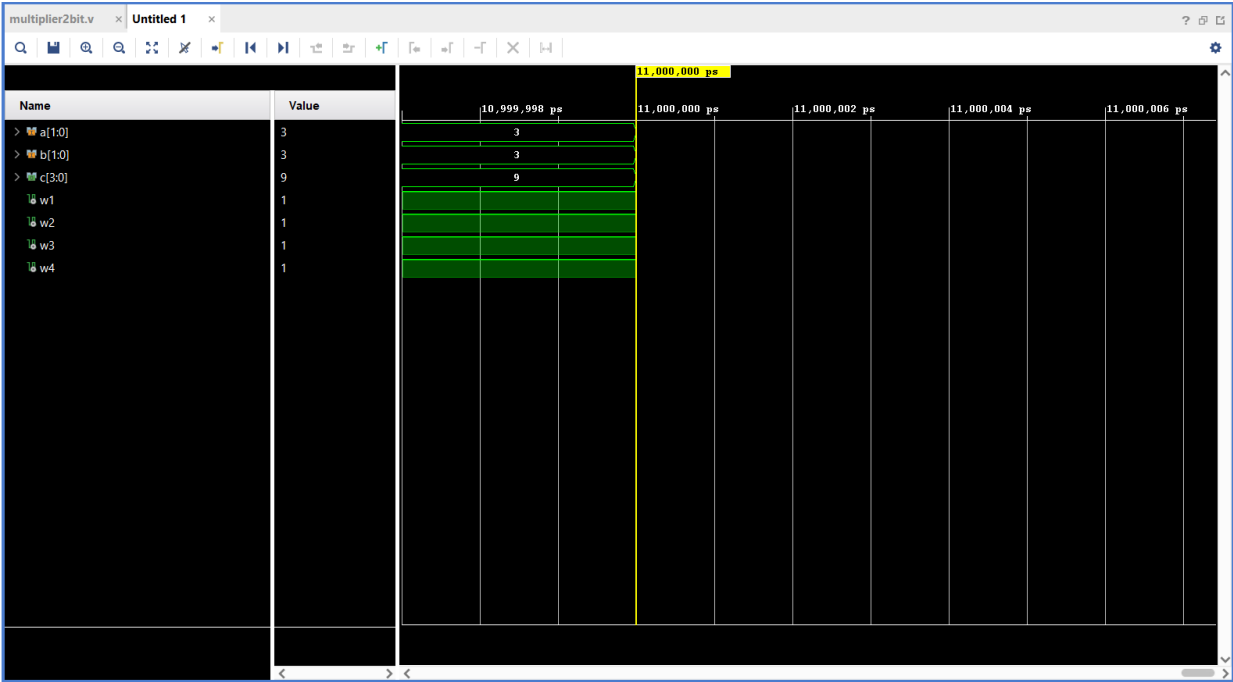 multiplier2bit.v × Untitled 1 ×
?
11,000,000 ps
Name Value
10,999,998 ps 11,000,000 ps 11,000,002 ps 11,000,004 ps 11,000,006 ps
> a[1:0] 3 3
> b[1:0] 3 3
> c[3:0] 9 9
w1 1
w2 1
w3 1
w4 1